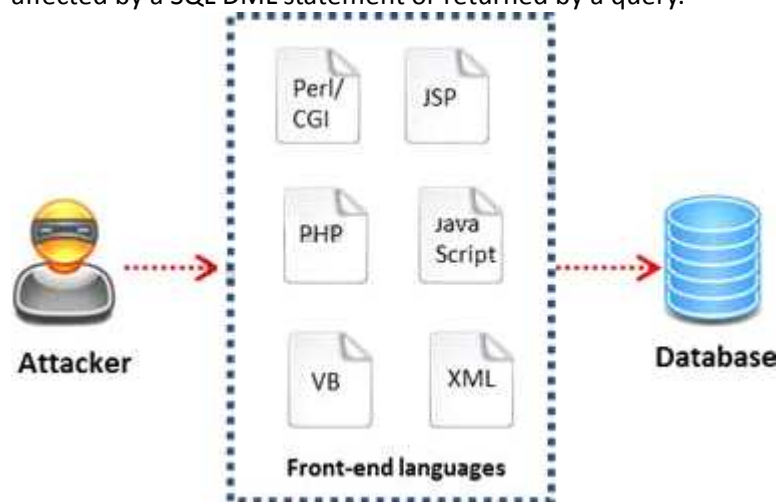 affected by a SQL DML statement or returned by a query.
Perl/
CGI
JSP
PHP
Java
Script
Attacker
Database
VB
XML
Front-end languages